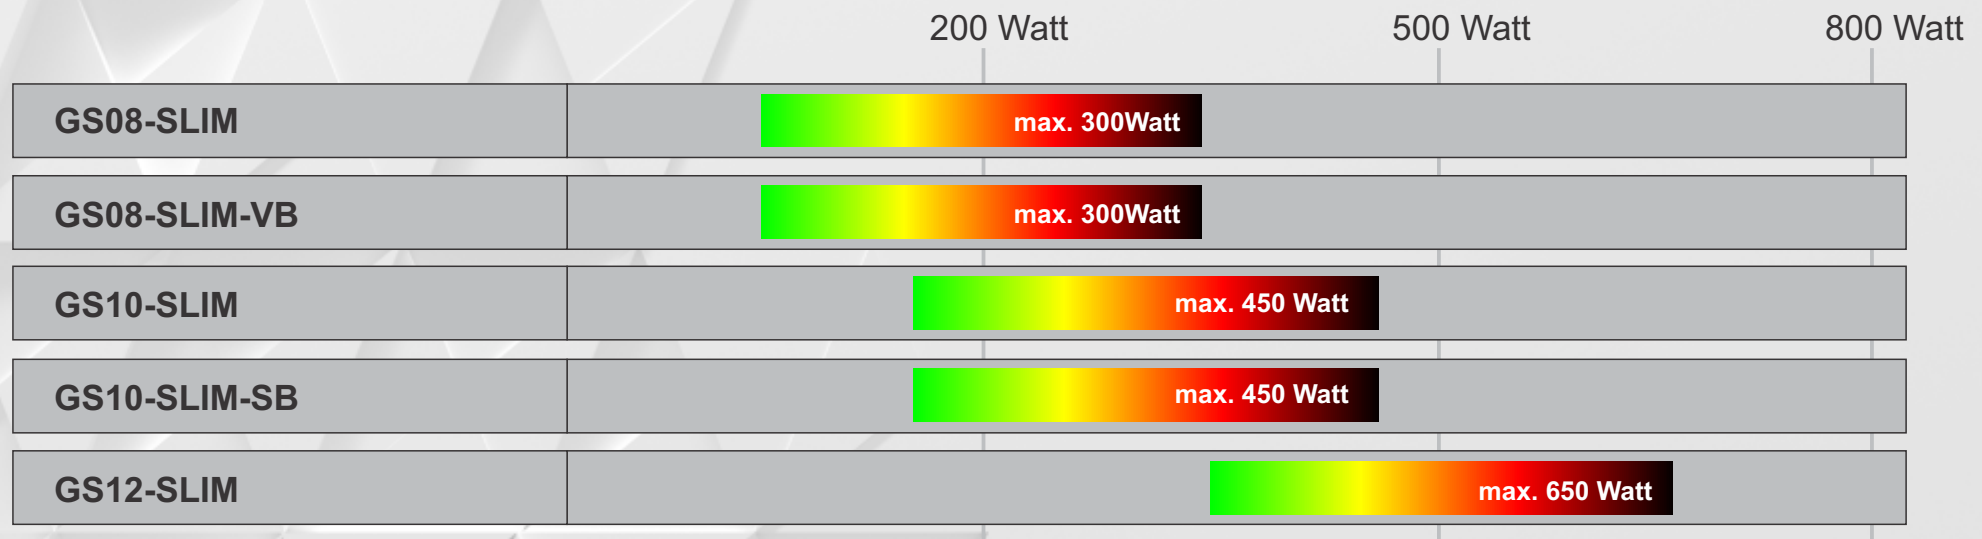 200 Watt 500 Watt 800 Watt
GS08-SLIM max. 300Watt
GS08-SLIM-VB max. 300Watt
GS10-SLIM max. 450 Watt
GS10-SLIM-SB max. 450 Watt
GS12-SLIM max. 650 Watt